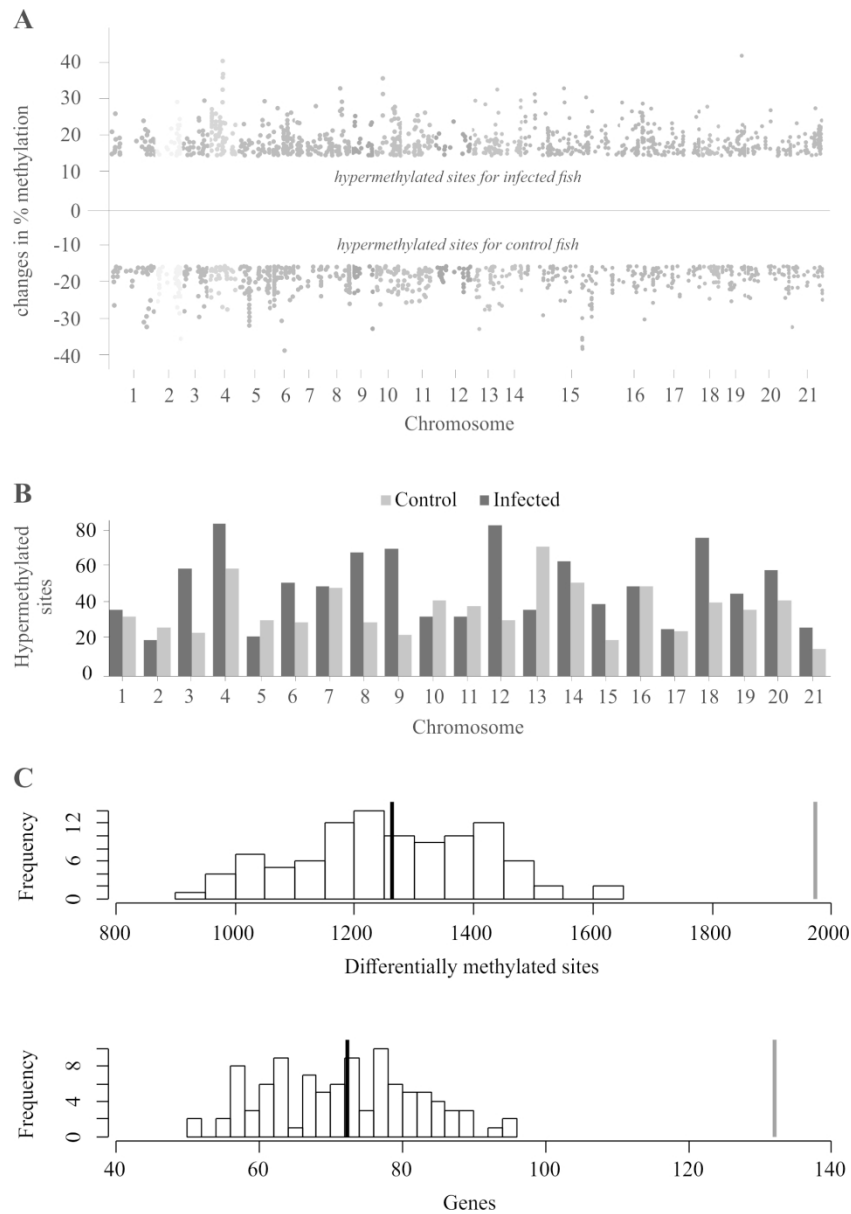 A
changes in % methylation
40
30
20
10
0
-10
-20
-30
-40
hypermethylated sites for infected fish
hypermethylated sites for control fish
1 2 3 4 5 6 7 8 9 10 11 12 13 14 15 16 17 18 19 20 21
Chromosome
B
Control Infected
Hypermethylated
sites
80
60
40
20
0
1 2 3 4 5 6 7 8 9 10 11 12 13 14 15 16 17 18 19 20 21
Chromosome
C
Frequency
12
6
0
800 1000 1200 1400 1600 1800 2000
Differentially methylated sites
Frequency
8
4
0
40 60 80 100 120 140
Genes